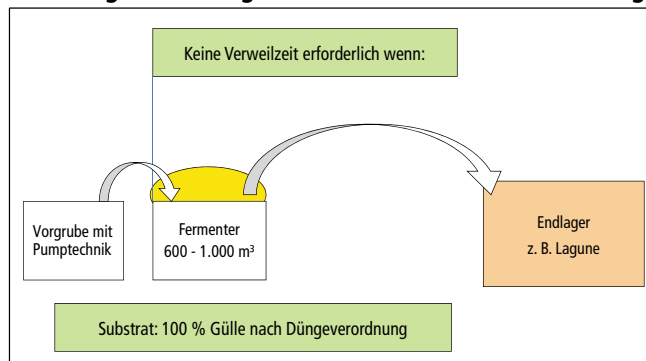 Keine Verweilzeit erforderlich wenn:
Vorgrube mit
Pumptechnik
Fermenter
600 - 1.000 m³
Endlager
z. B. Lagune
Substrat: 100 % Gülle nach Düngeverordnung